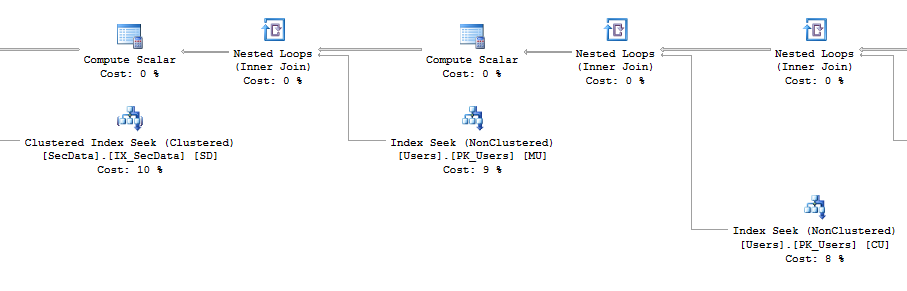 Compute Scalar
Cost: 0 %
Nested Loops
(Inner Join)
Cost: 0 %
Compute Scalar
Cost: 0 %
Nested Loops
(Inner Join)
Cost: 0 %
Nested Loops
(Inner Join)
Cost: 0 %
Clustered Index Seek (Clustered)
[SecData].[IX_SecData] [SD]
Cost: 10 %
Index Seek (NonClustered)
[Users].[PK_Users] [MU]
Cost: 9 %
Index Seek (NonClustered)
[Users].[PK_Users] [CU]
Cost: 8 %